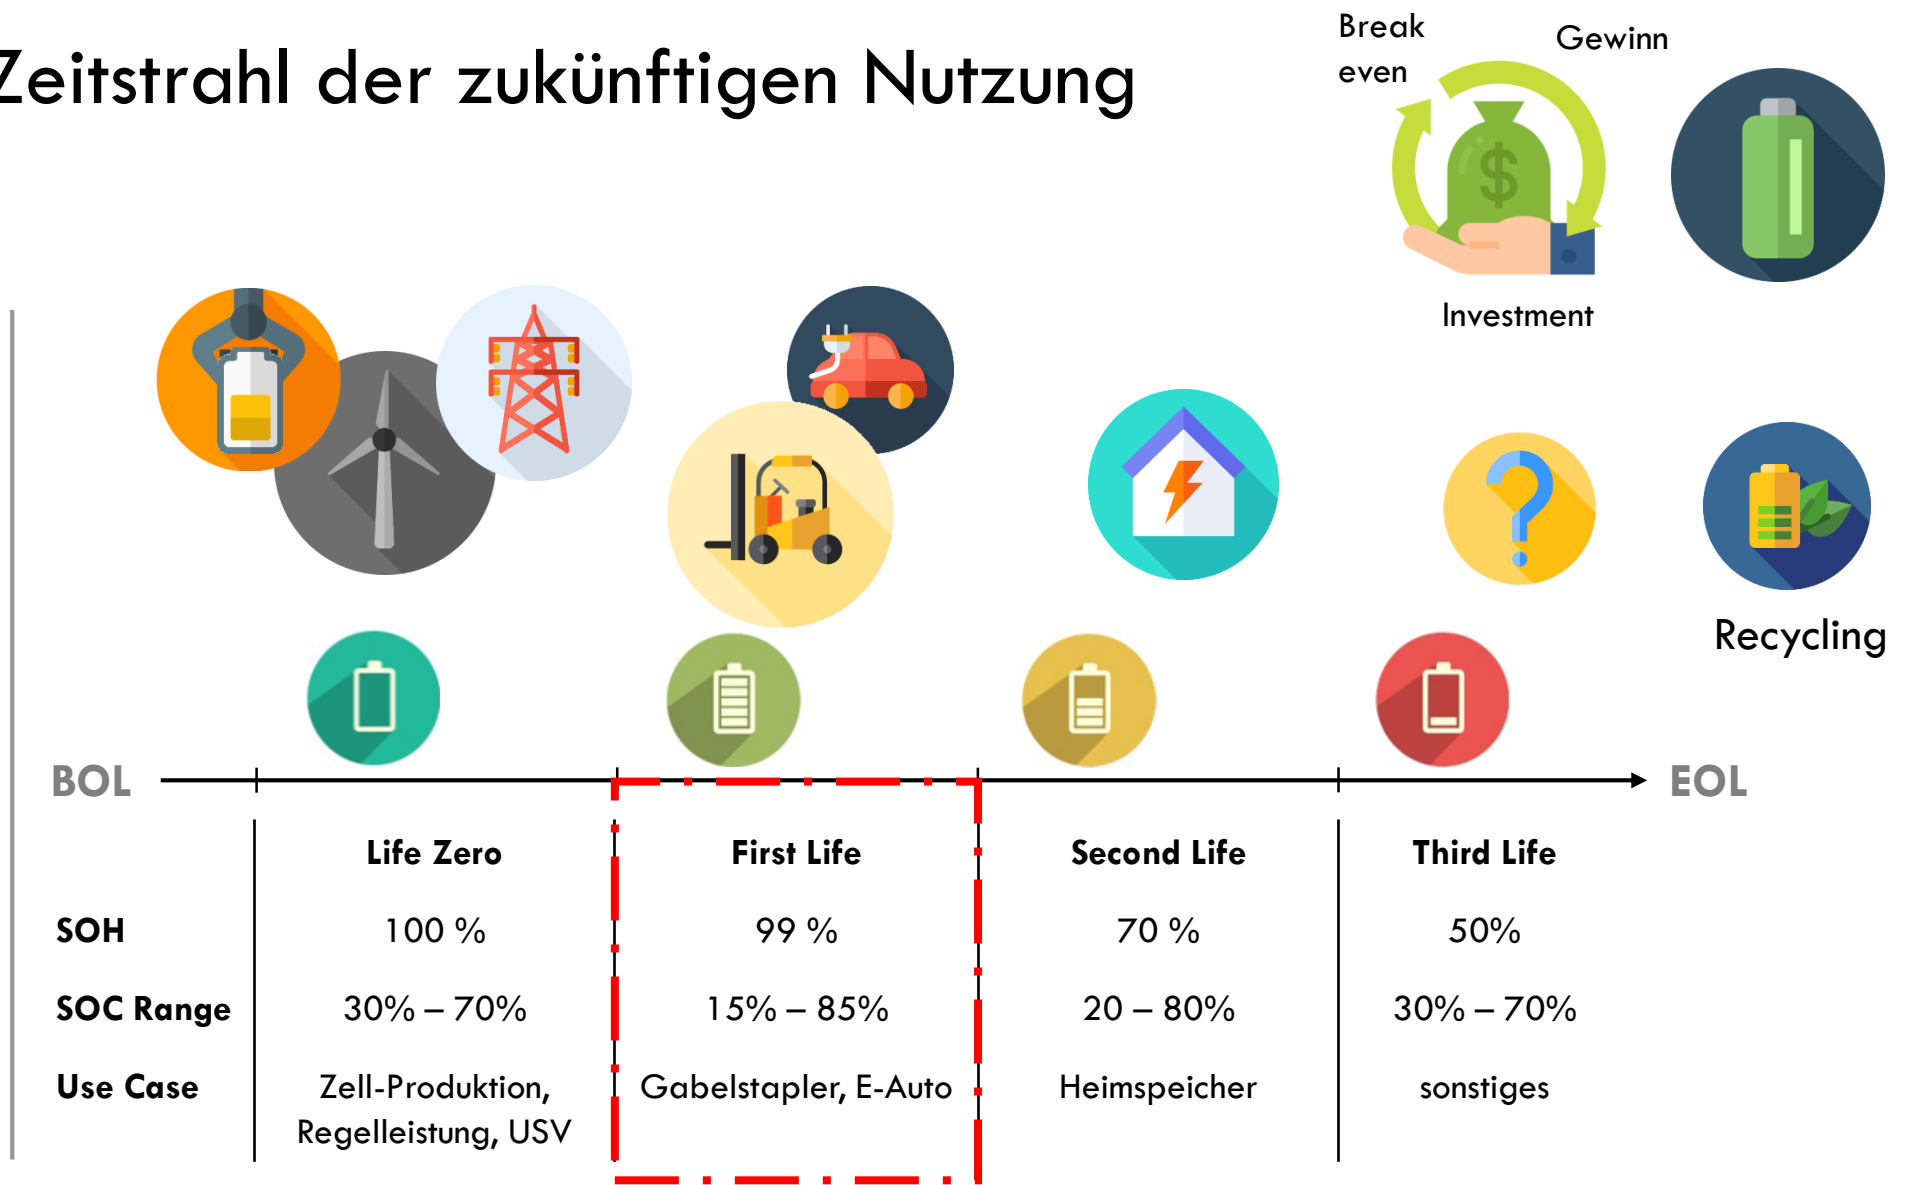 Zeitstrahl der zukünftigen Nutzung
Break
even
Gewinn
$
Investment
Recycling
BOL
EOL
Life Zero
First Life
Second Life
Third Life
SOH
100 %
99 %
70 %
50%
SOC Range
30% – 70%
15% – 85%
20 – 80%
30% – 70%
Use Case
Zell-Produktion,
Regelleistung, USV
Gabelstapler, E-Auto
Heimspeicher
sonstiges